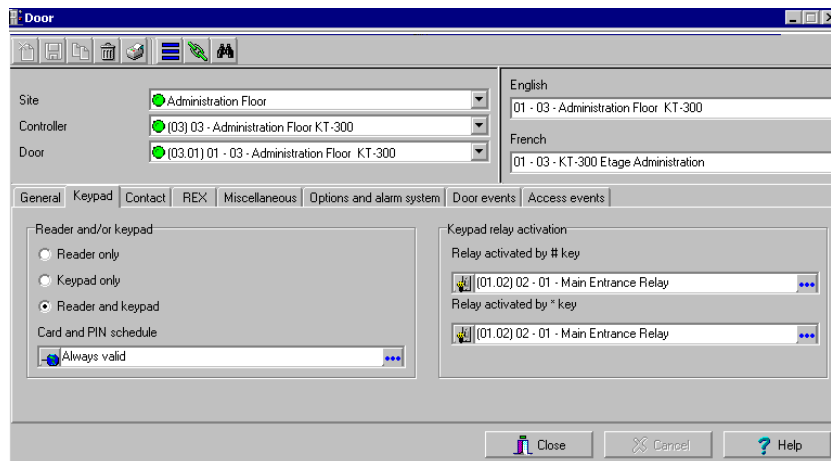 Door
Site
Administration Floor
Controller
(03) 03 - Administration Floor KT-300
Door
(03.01) 01 - 03 - Administration Floor KT-300
English
01 - 03 - Administration Floor KT-300
French
01 - 03 - KT-300 Etage Administration
General Keypad Contact REX Miscellaneous Options and alarm system Door events Access events
Reader and/or keypad
Reader only
Keypad only
Reader and keypad
Card and PIN schedule
Always valid
Keypad relay activation
Relay activated by # key
(01.02) 02 - 01 - Main Entrance Relay
Relay activated by * key
(01.02) 02 - 01 - Main Entrance Relay
Close Cancel Help